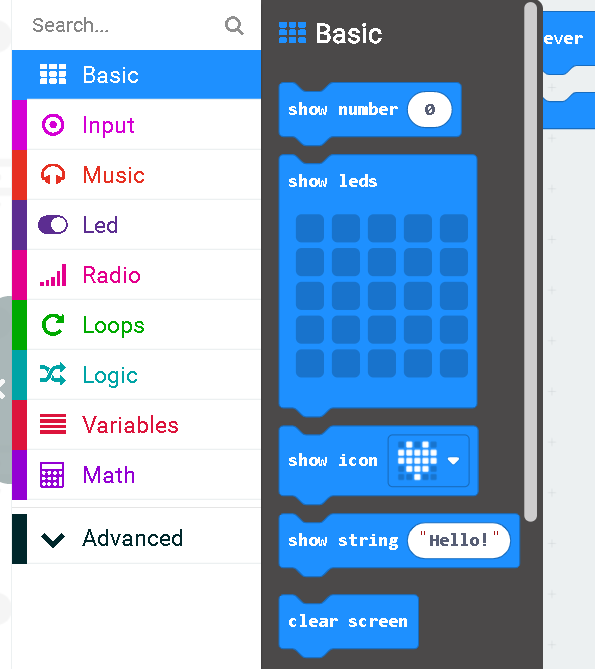 Search...
Basic
Input
Music
Led
Radio
Loops
Logic
Variables
Math
Advanced
Basic
show number 0
show leds
show icon
show string "Hello!"
clear screen
ever